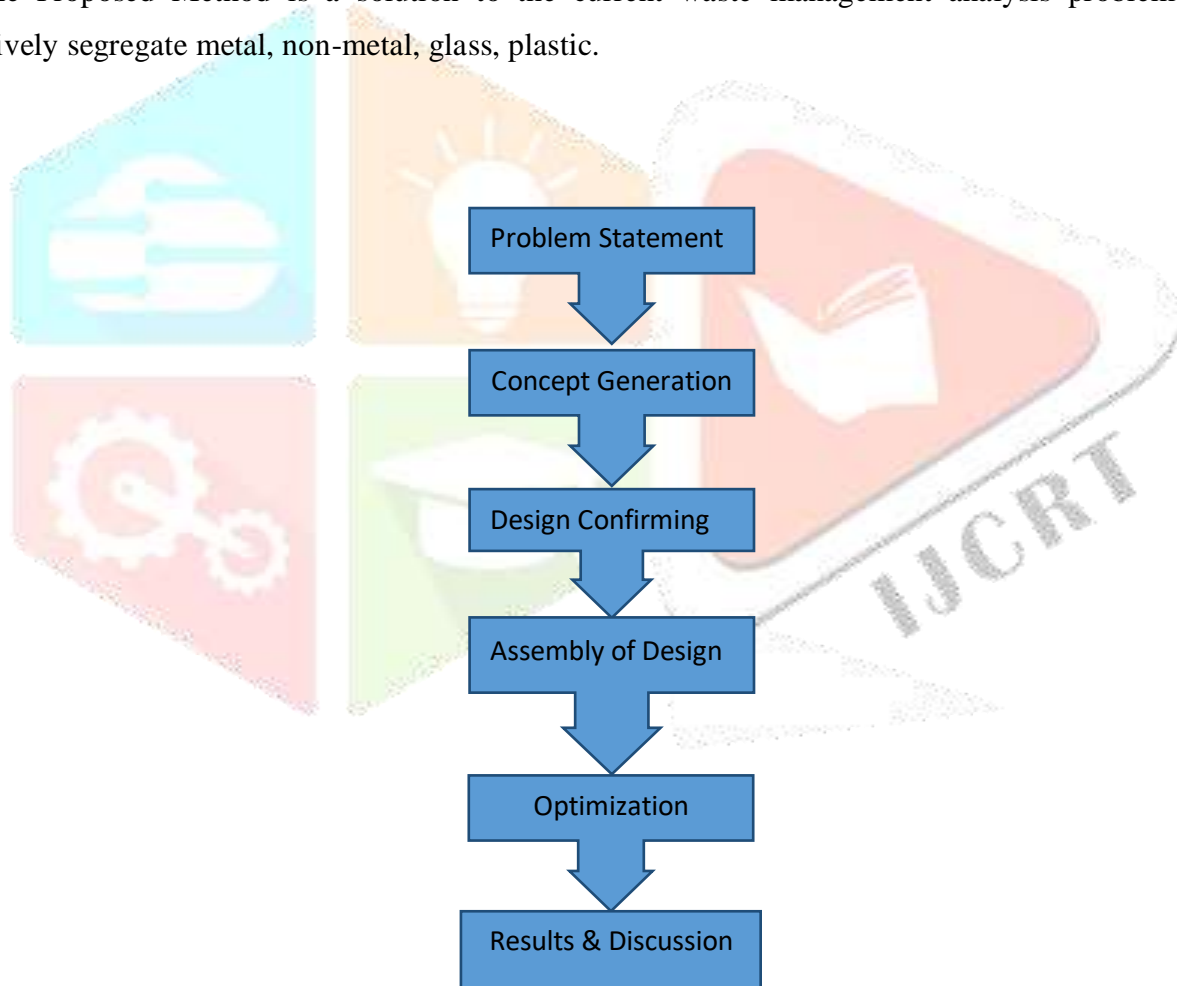 Proposed Method is a solution to the current waste management analysis problem
segregate metal, non-metal, glass, plastic.
Problem Statement
Concept Generation
Design Confirming
Assembly of Design
Optimization
Results & Discussion
IJCRT